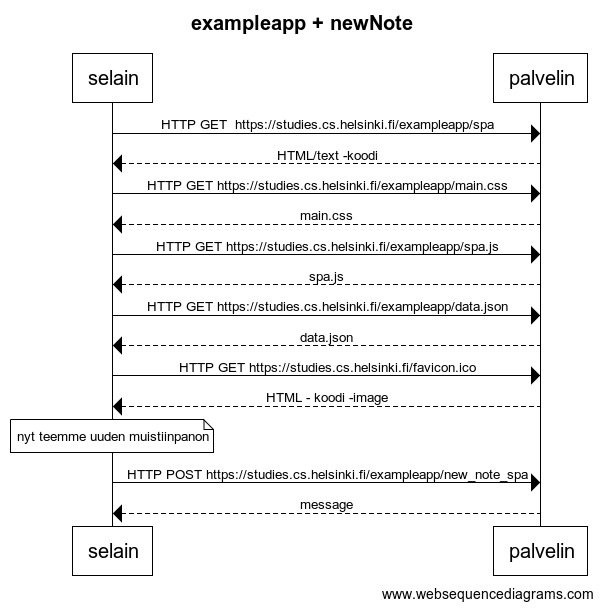 exampleapp + newNote
selain
palvelin
HTTP GET  https://studies.cs.helsinki.fi/exampleapp/spa
HTML/text -koodi
HTTP GET https://studies.cs.helsinki.fi/exampleapp/main.css
main.css
HTTP GET https://studies.cs.helsinki.fi/exampleapp/spa.js
spa.js
HTTP GET https://studies.cs.helsinki.fi/exampleapp/data.json
data.json
HTTP GET https://studies.cs.helsinki.fi/favicon.ico
HTML - koodi -image
nyt teemme uuden muistiinpanon
HTTP POST https://studies.cs.helsinki.fi/exampleapp/new_note_spa
message
selain
palvelin
www.websequencediagrams.com